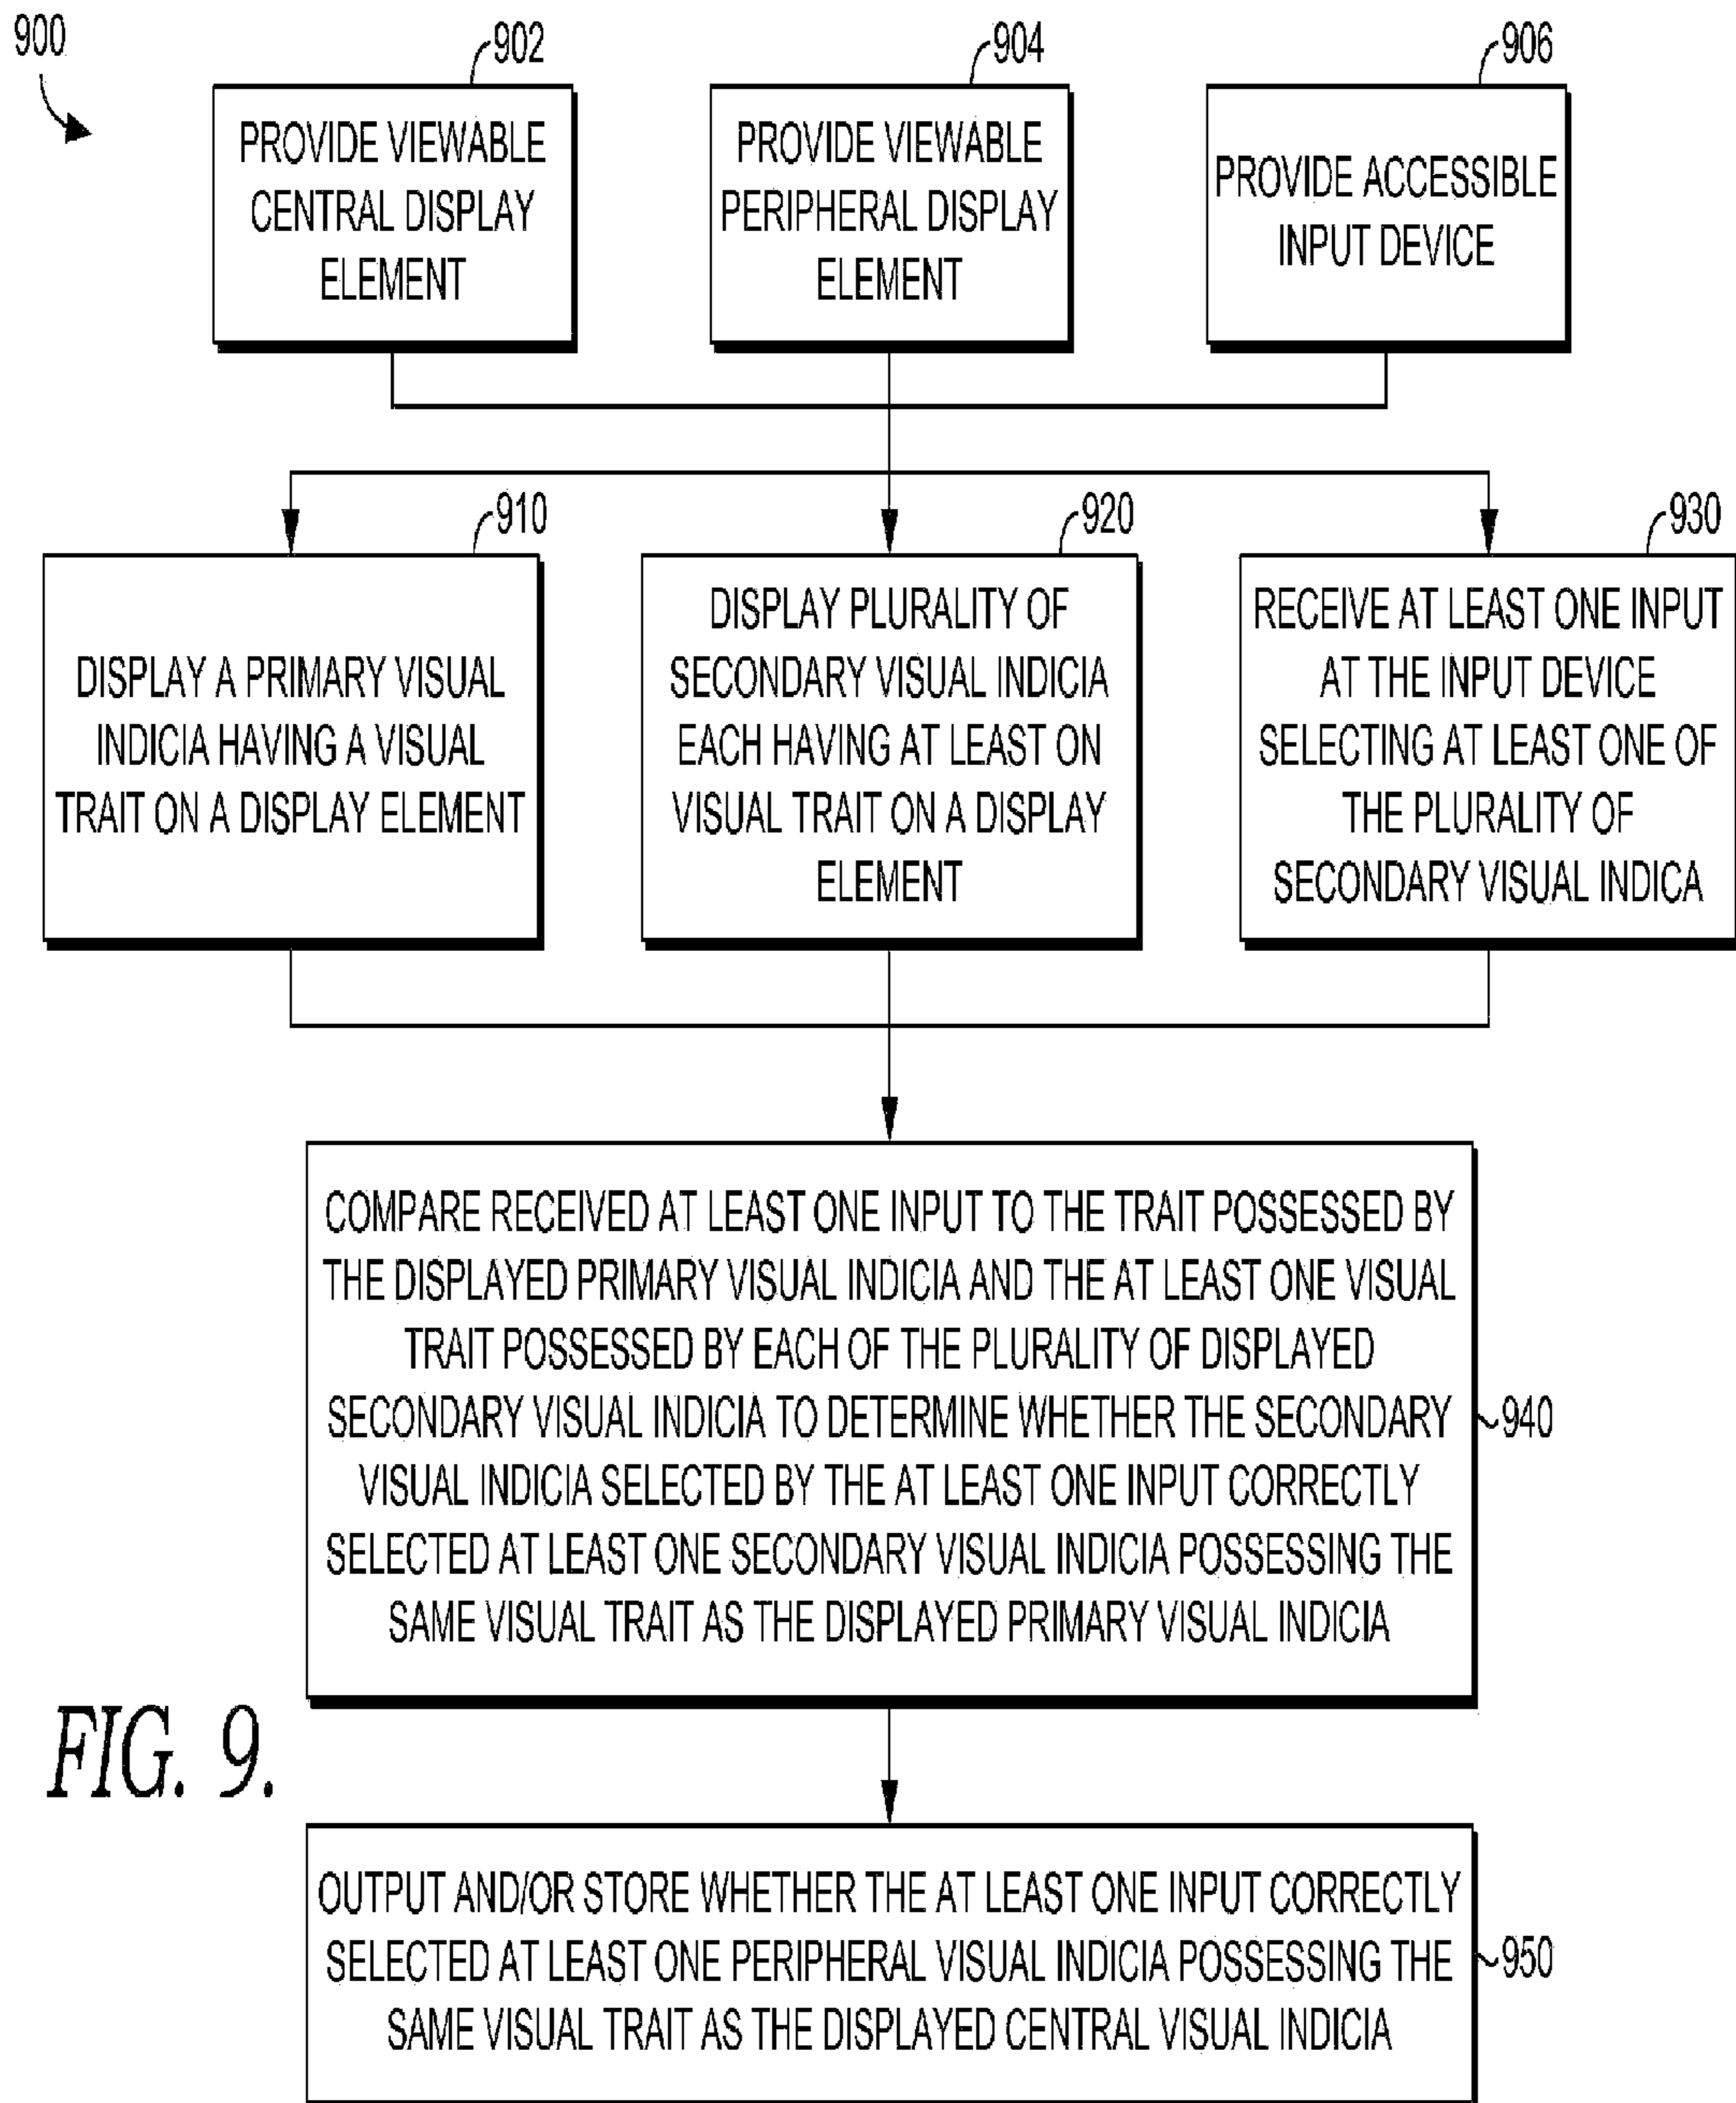 900
902
PROVIDE VIEWABLE
CENTRAL DISPLAY
ELEMENT
904
PROVIDE VIEWABLE
PERIPHERAL DISPLAY
ELEMENT
906
PROVIDE ACCESSIBLE
INPUT DEVICE
910
DISPLAY A PRIMARY VISUAL
INDICIA HAVING A VISUAL
TRAIT ON A DISPLAY ELEMENT
920
DISPLAY PLURALITY OF
SECONDARY VISUAL INDICIA
EACH HAVING AT LEAST ON
VISUAL TRAIT ON A DISPLAY
ELEMENT
930
RECEIVE AT LEAST ONE INPUT
AT THE INPUT DEVICE
SELECTING AT LEAST ONE OF
THE PLURALITY OF
SECONDARY VISUAL INDICA
COMPARE RECEIVED AT LEAST ONE INPUT TO THE TRAIT POSSESSED BY
THE DISPLAYED PRIMARY VISUAL INDICIA AND THE AT LEAST ONE VISUAL
TRAIT POSSESSED BY EACH OF THE PLURALITY OF DISPLAYED
SECONDARY VISUAL INDICIA TO DETERMINE WHETHER THE SECONDARY
VISUAL INDICIA SELECTED BY THE AT LEAST ONE INPUT CORRECTLY
SELECTED AT LEAST ONE SECONDARY VISUAL INDICIA POSSESSING THE
SAME VISUAL TRAIT AS THE DISPLAYED PRIMARY VISUAL INDICIA
940
FIG. 9.
OUTPUT AND/OR STORE WHETHER THE AT LEAST ONE INPUT CORRECTLY
SELECTED AT LEAST ONE PERIPHERAL VISUAL INDICIA POSSESSING THE
SAME VISUAL TRAIT AS THE DISPLAYED CENTRAL VISUAL INDICIA
950